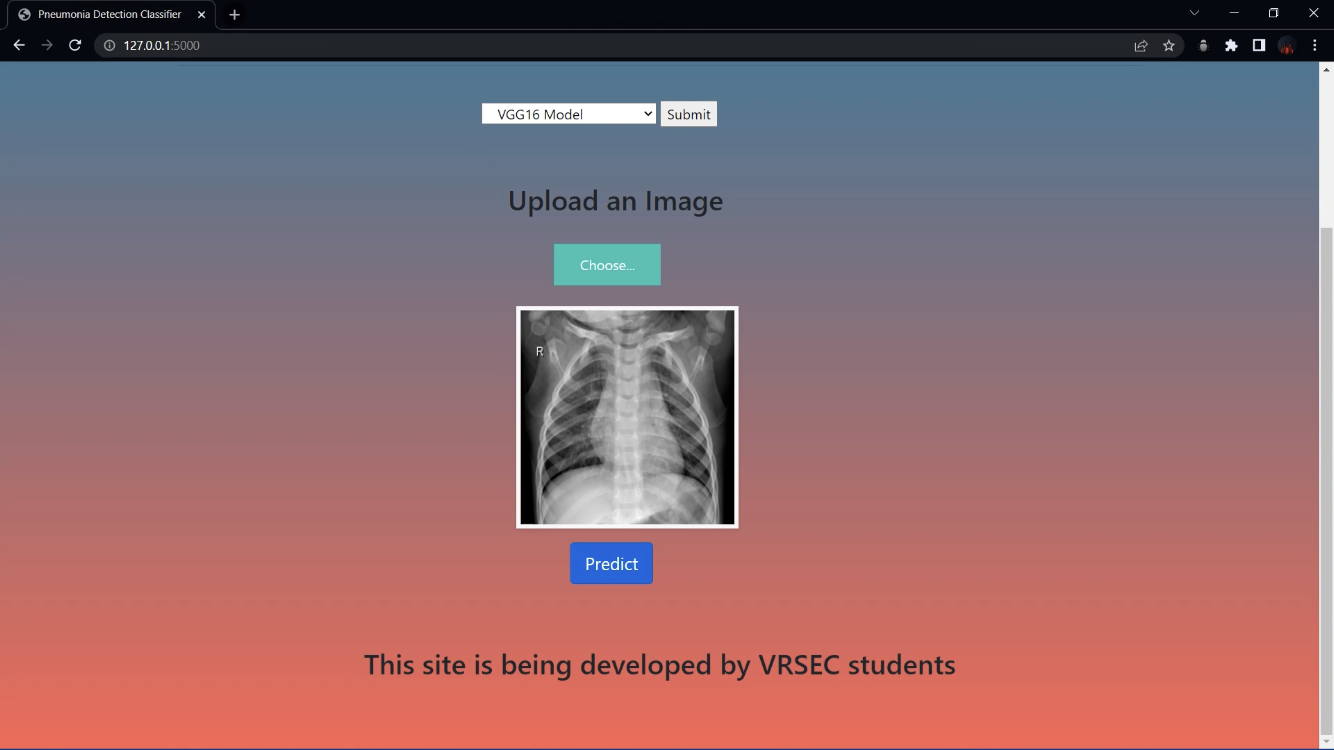 Pneumonia Detection Classifier
127.0.0.1:5000
VGG16 Model
Submit
Upload an Image
Choose...
R
Predict
This site is being developed by VRSEC students